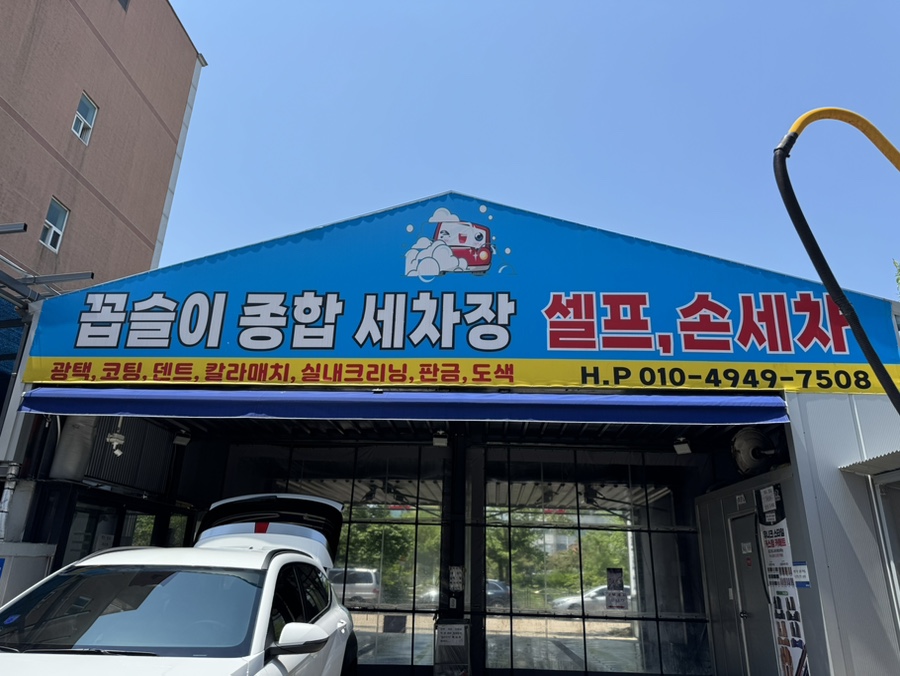 꼽슬이 종합 세차장 셀프,손세차
광택, 코팅, 덴트, 칼라매치, 실내크리닝, 판금, 도색 H.P 010-4949-7508